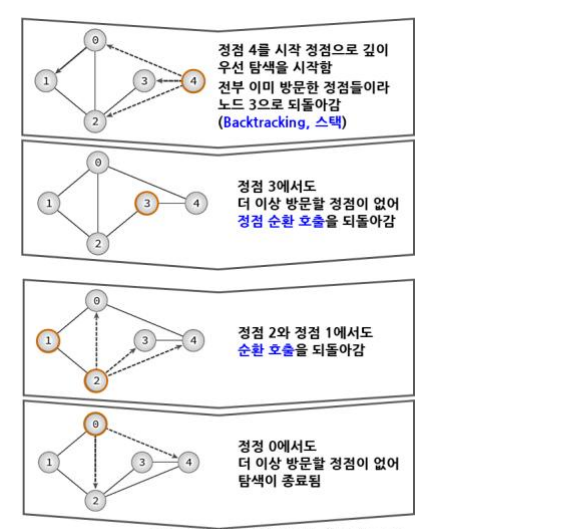 0
1
3
4
2
정점 4를 시작 정점으로 깊이
우선 탐색을 시작함
전부 이미 방문한 정점들이라
노드 3으로 되돌아감
(Backtracking, 스택)
0
1
3
4
2
정점 3에서도
더 이상 방문할 정점이 없어
정점 순환 호출을 되돌아감
0
1
3
4
2
정점 2와 정점 1에서도
순환 호출을 되돌아감
0
1
3
4
2
정정 0에서도
더 이상 방문할 정점이 없어
탐색이 종료됨